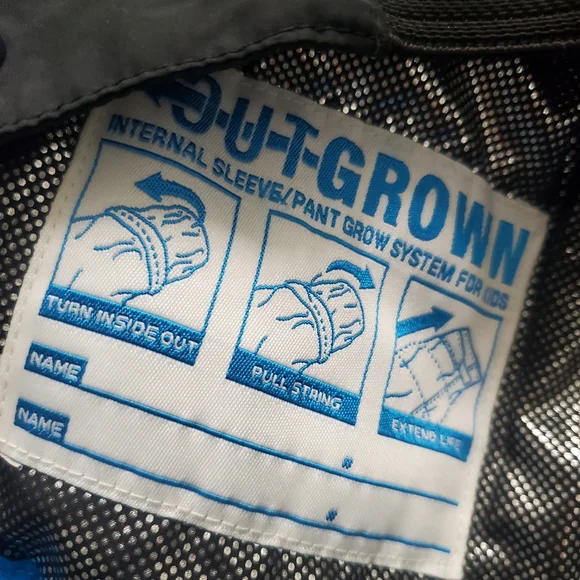 O-U-T-GROWN
INTERNAL SLEEVE/PANT GROW SYSTEM FOR KIDS
TURN INSIDE OUT
PULL STRING
EXTEND LIFE
NAME
NAME